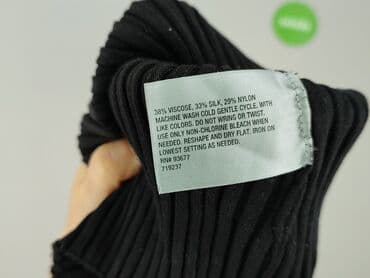 38% VISCOSE, 33% SILK, 29% NYLON
MACHINE WASH COLD GENTLE CYCLE. WITH
LIKE COLORS. DO NOT WRING OR TWIST.
USE ONLY NON-CHLORINE BLEACH WHEN
NEEDED. RESHAPE AND DRY FLAT. IRON ON
LOWEST SETTING AS NEEDED.
RN# 93677
719237